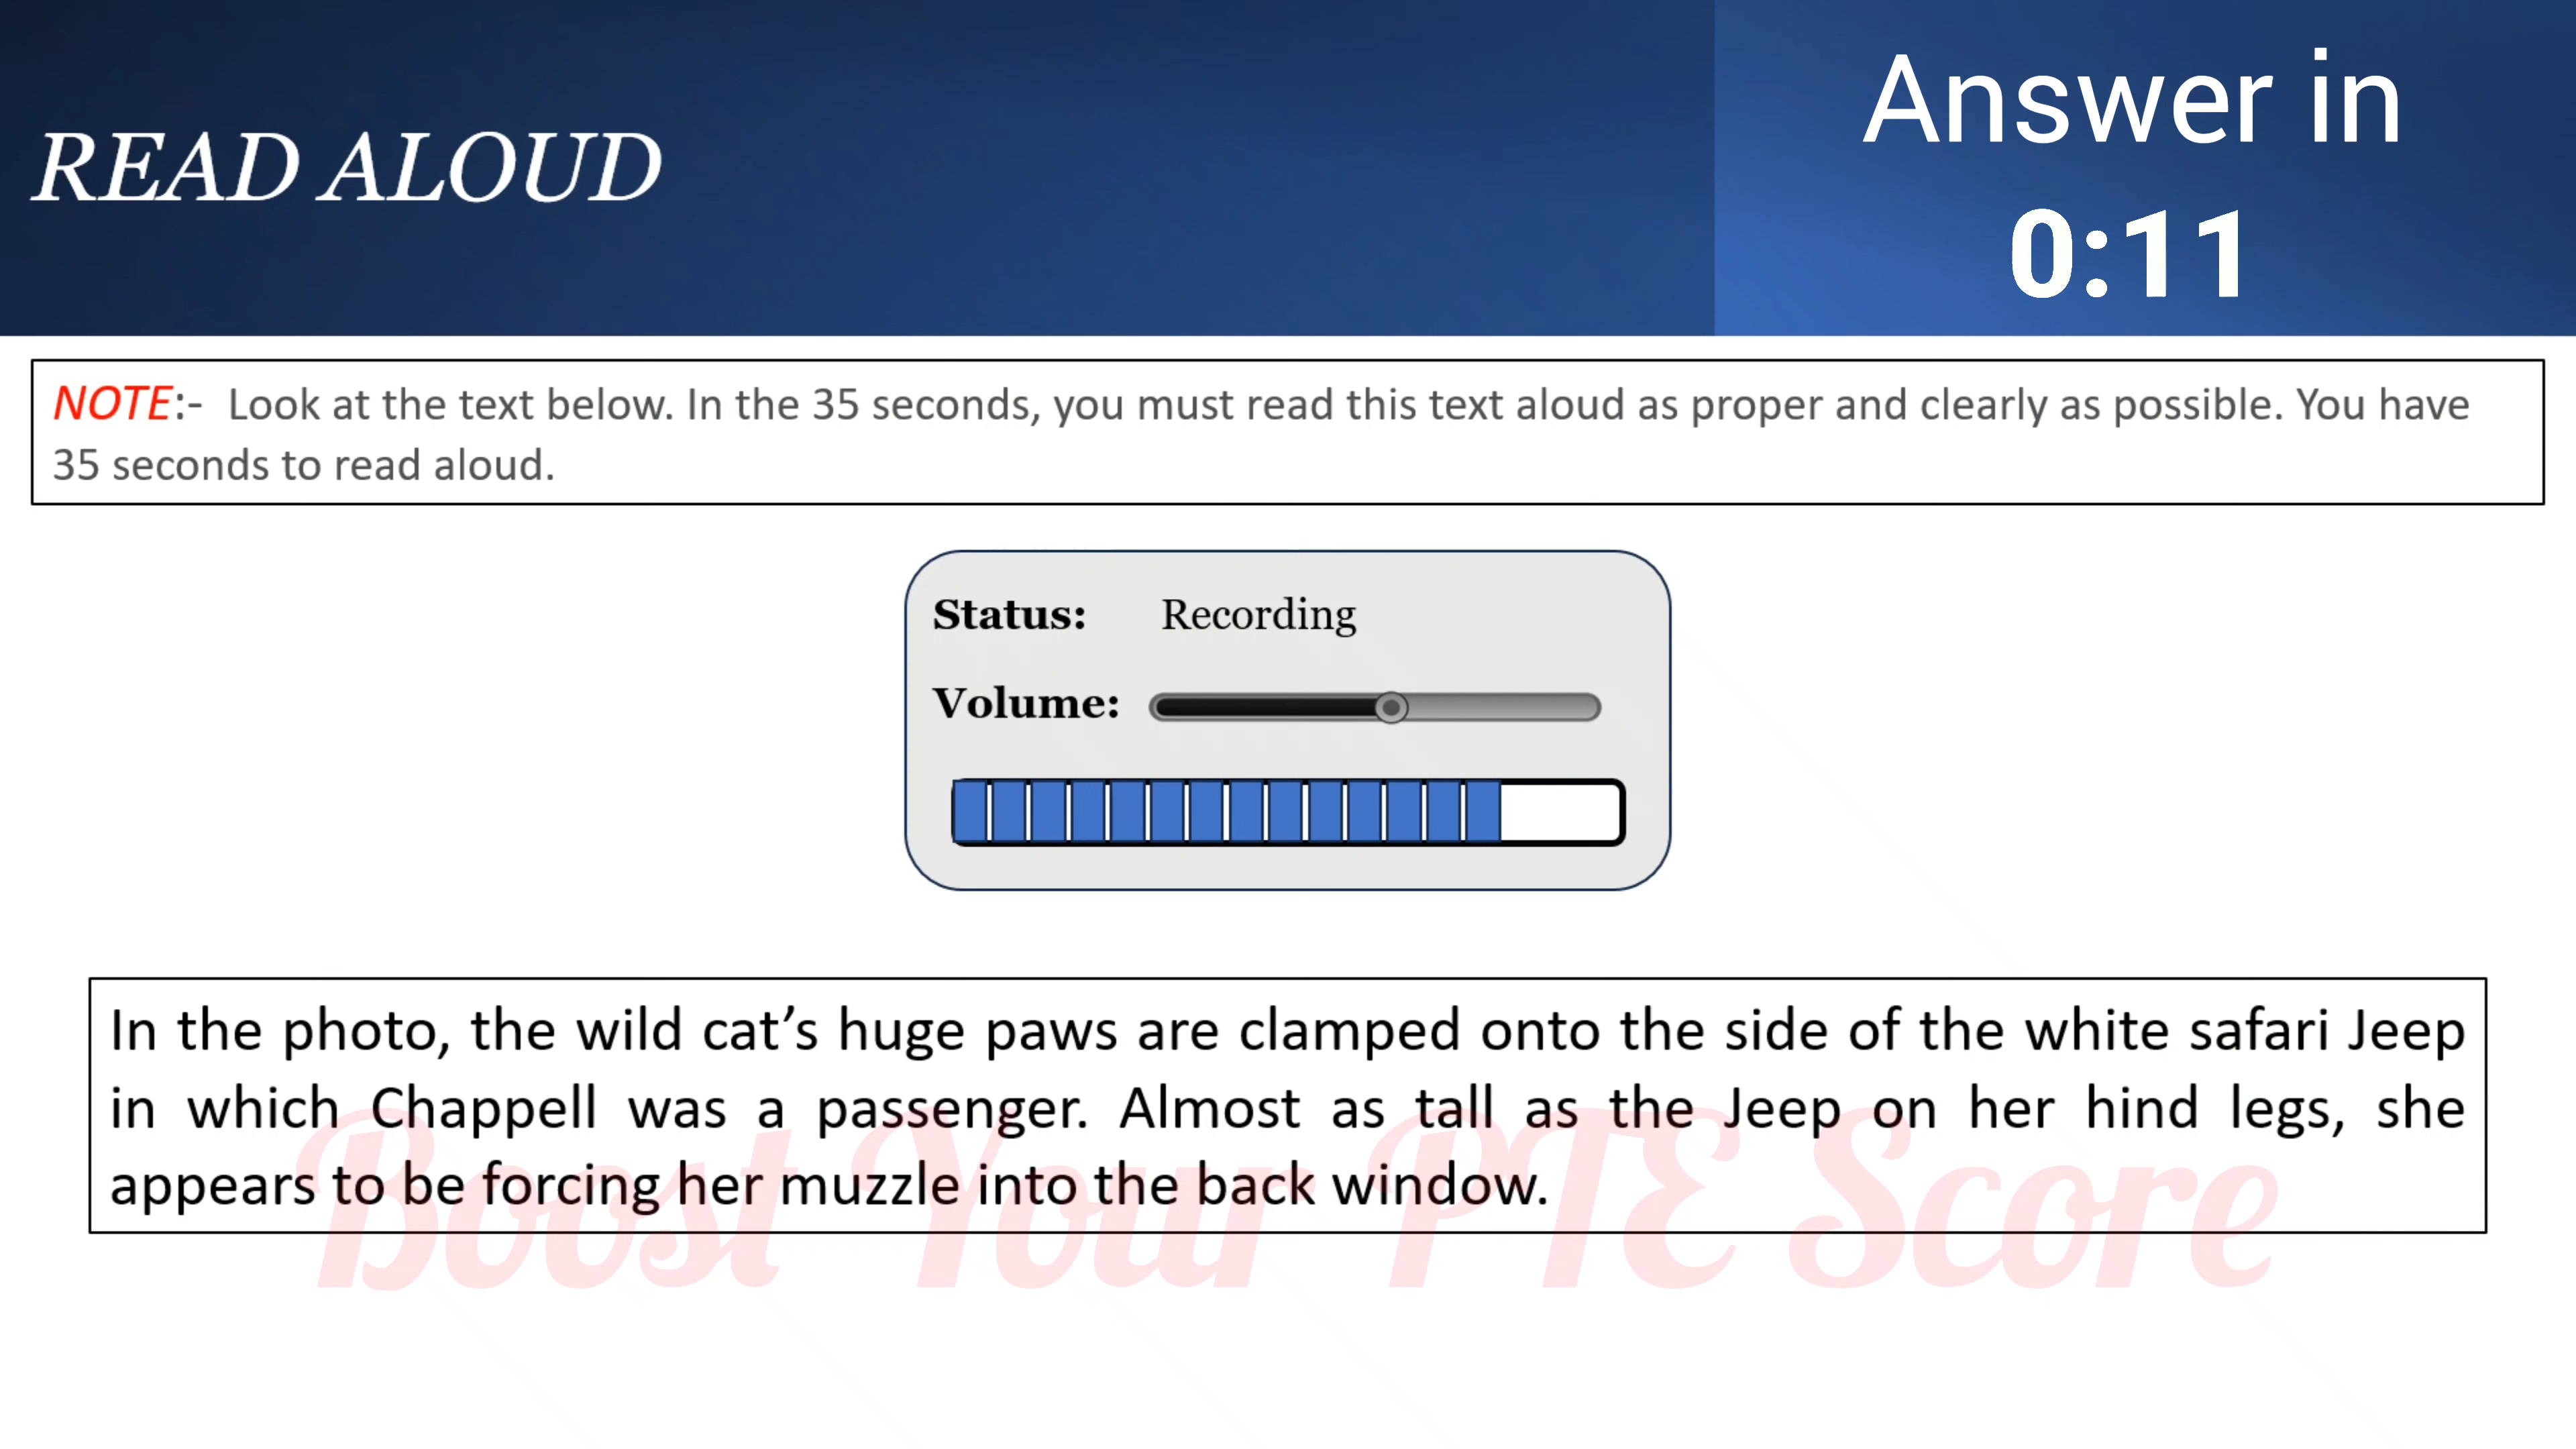 READ ALOUD
Answer in
0:11
NOTE:- Look at the text below. In the 35 seconds, you must read this text aloud as proper and clearly as possible. You have
35 seconds to read aloud.
Status: Recording
Volume:
In the photo, the wild cat’s huge paws are clamped onto the side of the white safari Jeep
in which Chappell was a passenger. Almost as tall as the Jeep on her hind legs, she
appears to be forcing her muzzle into the back window.
Boost Your PTE Score